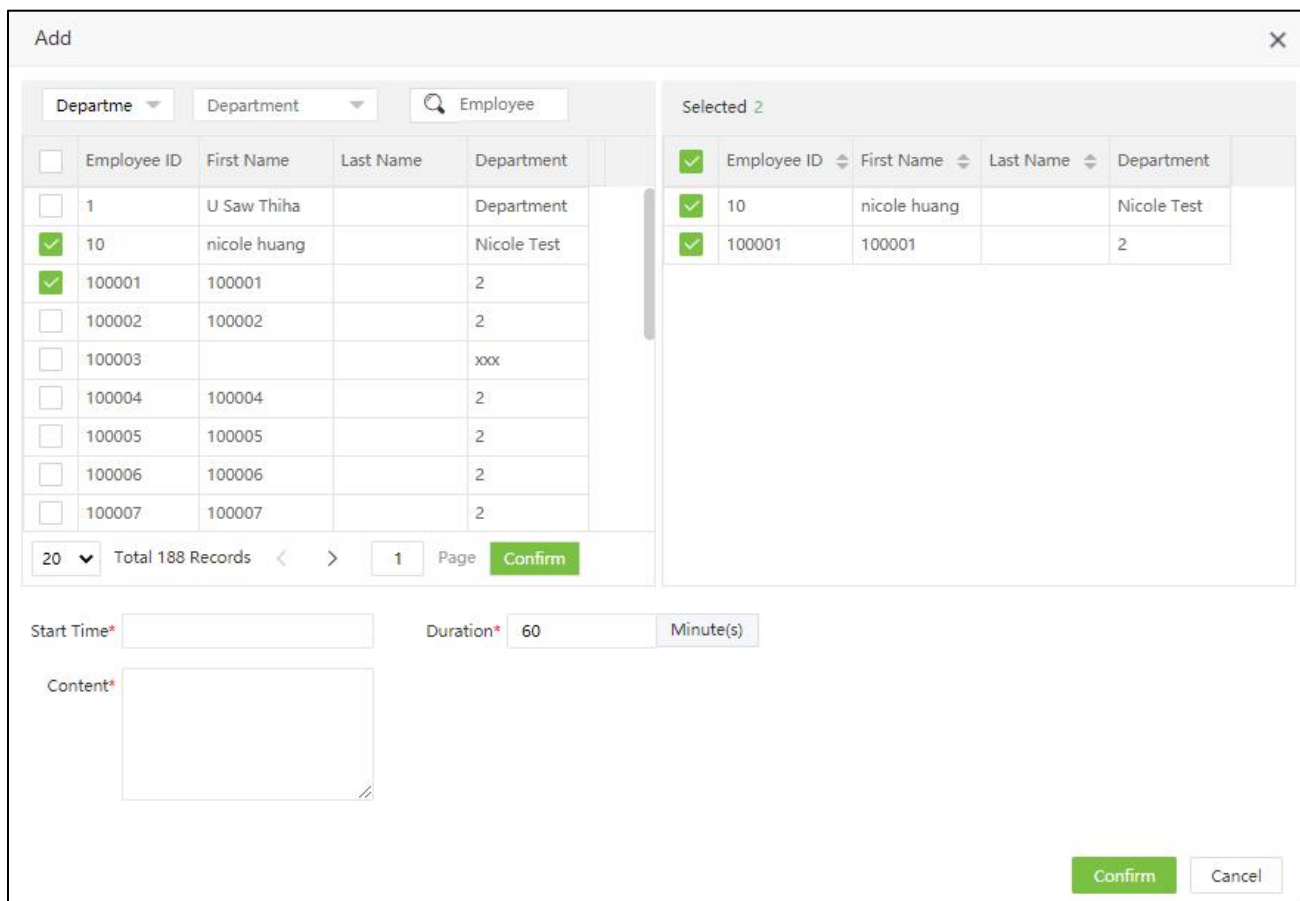 Add
Departme Department Employee
Employee ID First Name Last Name Department
1 U Saw Thiha Department
10 nicole huang Nicole Test
100001 100001 2
100002 100002 2
100003 xxx
100004 100004 2
100005 100005 2
100006 100006 2
100007 100007 2
20 Total 188 Records 1 Page Confirm
Selected 2
Employee ID First Name Last Name Department
10 nicole huang Nicole Test
100001 100001 2
Start Time* Duration* 60 Minute(s)
Content*
Confirm Cancel